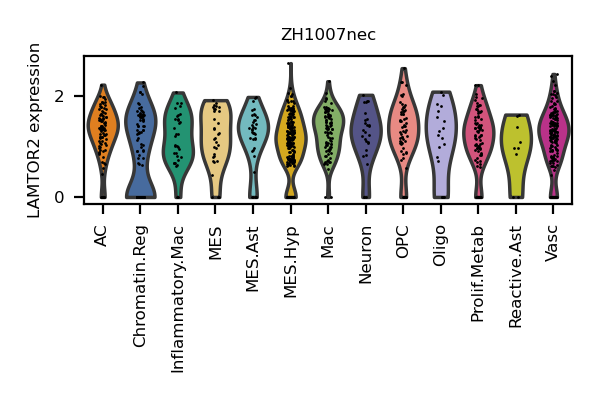 ZH1007nec
LAMTOR2 expression
2
0
AC
Chromatin.Reg
Inflammatory.Mac
MES
MES.Ast
MES.Hyp
Mac
Neuron
OPC
Oligo
Prolif.Metab
Reactive.Ast
Vasc